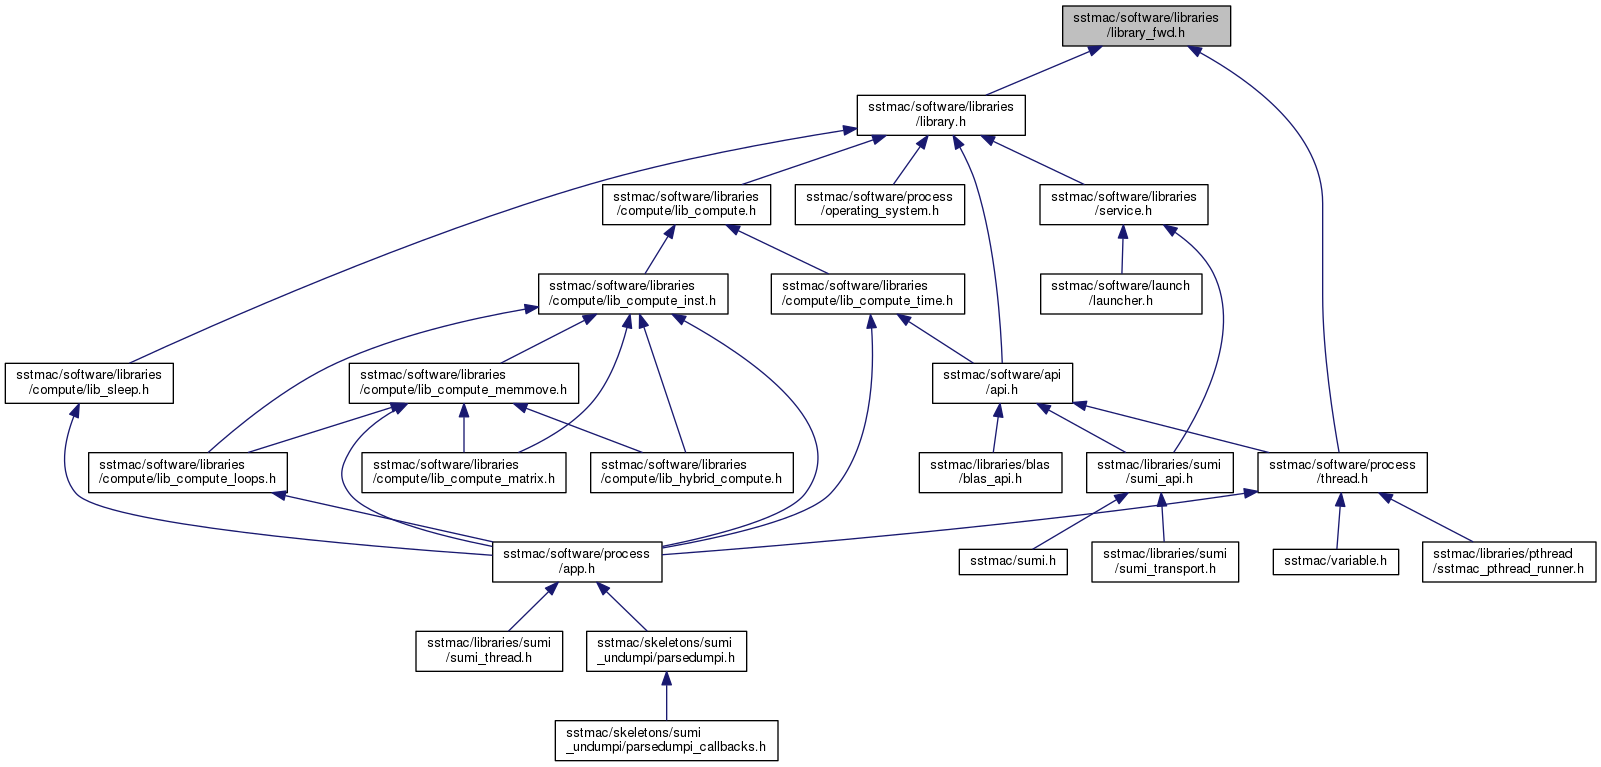 sstmac/software/libraries
/library_fwd.h
sstmac/software/libraries
/library.h
sstmac/software/libraries
/compute/lib_compute.h
sstmac/software/process
/operating_system.h
sstmac/software/libraries
/service.h
sstmac/software/libraries
/compute/lib_compute_inst.h
sstmac/software/libraries
/compute/lib_compute_time.h
sstmac/software/launch
/launcher.h
sstmac/software/libraries
/compute/lib_sleep.h
sstmac/software/libraries
/compute/lib_compute_memmove.h
sstmac/software/api
/api.h
sstmac/software/libraries
/compute/lib_compute_loops.h
sstmac/software/libraries
/compute/lib_compute_matrix.h
sstmac/software/libraries
/compute/lib_hybrid_compute.h
sstmac/libraries/blas
/blas_api.h
sstmac/libraries/sumi
/sumi_api.h
sstmac/software/process
/thread.h
sstmac/software/process
/app.h
sstmac/sumi.h
sstmac/libraries/sumi
/sumi_transport.h
sstmac/variable.h
sstmac/libraries/pthread
/sstmac_pthread_runner.h
sstmac/libraries/sumi
/sumi_thread.h
sstmac/skeletons/sumi
_undumpi/parsedumpi.h
sstmac/skeletons/sumi
_undumpi/parsedumpi_callbacks.h